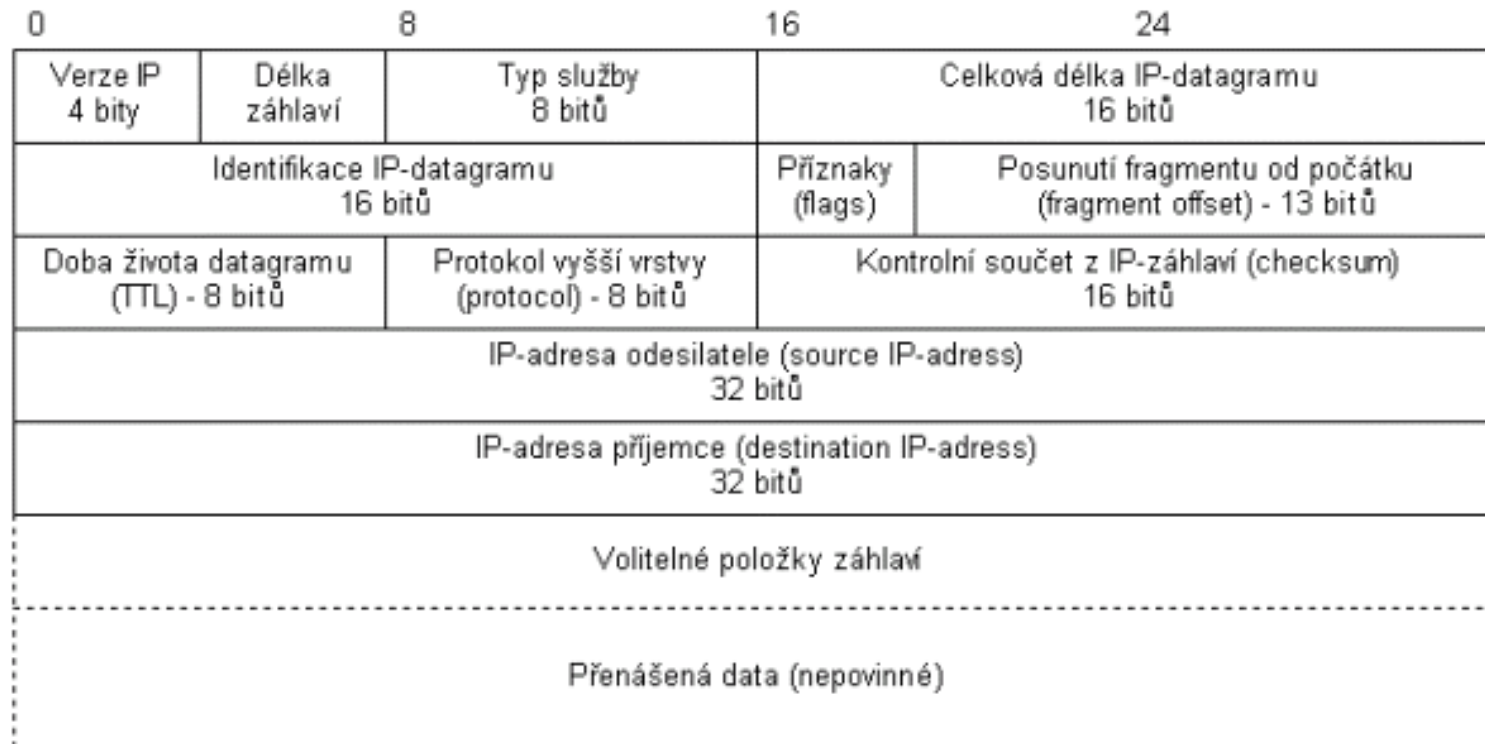 0 8 16 24
Verze IP
4 bity
Délka
záhlaví
Typ služby
8 bitů
Celková délka IP-datagramu
16 bitů
Identifikace IP-datagramu
16 bitů
Příznaky
(flags)
Posunutí fragmentu od počátku
(fragment offset) - 13 bitů
Doba života datagramu
(TTL) - 8 bitů
Protokol vyšší vrstvy
(protocol) - 8 bitů
Kontrolní součet z IP-záhlaví (checksum)
16 bitů
IP-adresa odesilatele (source IP-adress)
32 bitů
IP-adresa příjemce (destination IP-adress)
32 bitů
Volitelné položky záhlaví
Přenášená data (nepovinné)